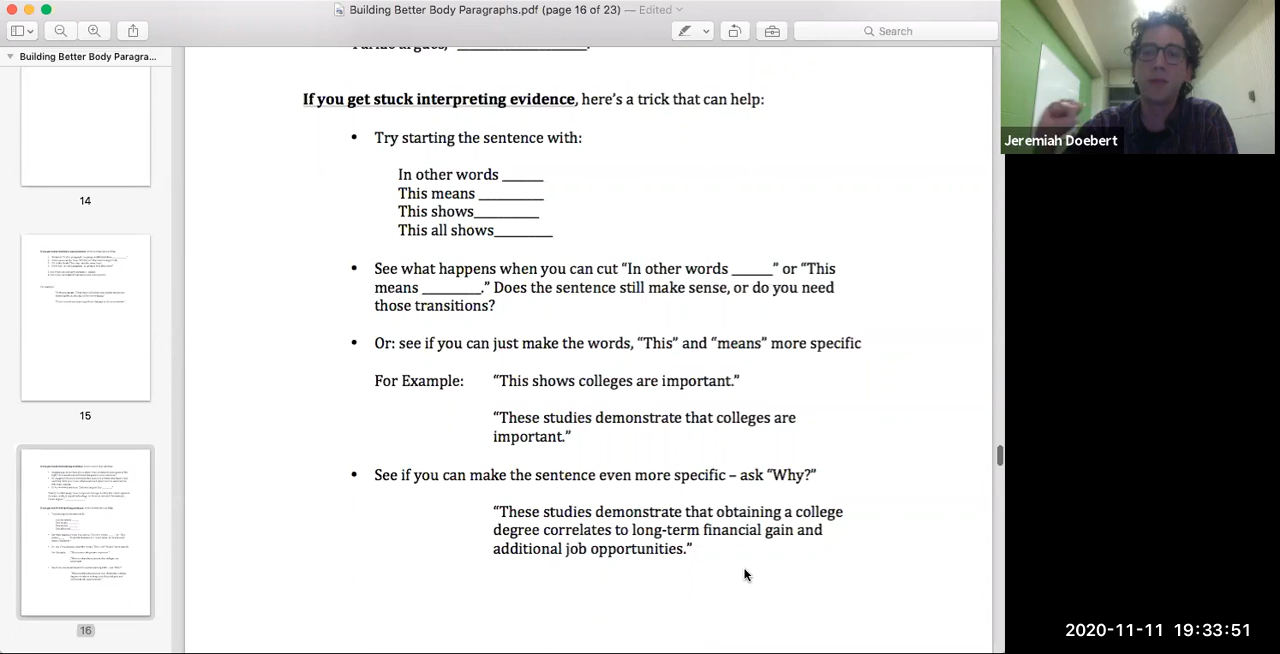 Building Better Body Paragraphs.pdf (page 16 of 23) — Edited
Search
Building Better Body Paragra...
14
15
16
argues, ____________________.
If you get stuck interpreting evidence, here's a trick that can help:
• Try starting the sentence with:
In other words ______
This means __________
This shows__________
This all shows_________
• See what happens when you can cut “In other words ______” or “This
means _________.” Does the sentence still make sense, or do you need
those transitions?
• Or: see if you can just make the words, “This” and “means” more specific
For Example: “This shows colleges are important.”
“These studies demonstrate that colleges are
important.”
• See if you can make the sentence even more specific – ask “Why?”
“These studies demonstrate that obtaining a college
degree correlates to long-term financial gain and
additional job opportunities.”
Jeremiah Doebert
2020-11-11 19:33:51